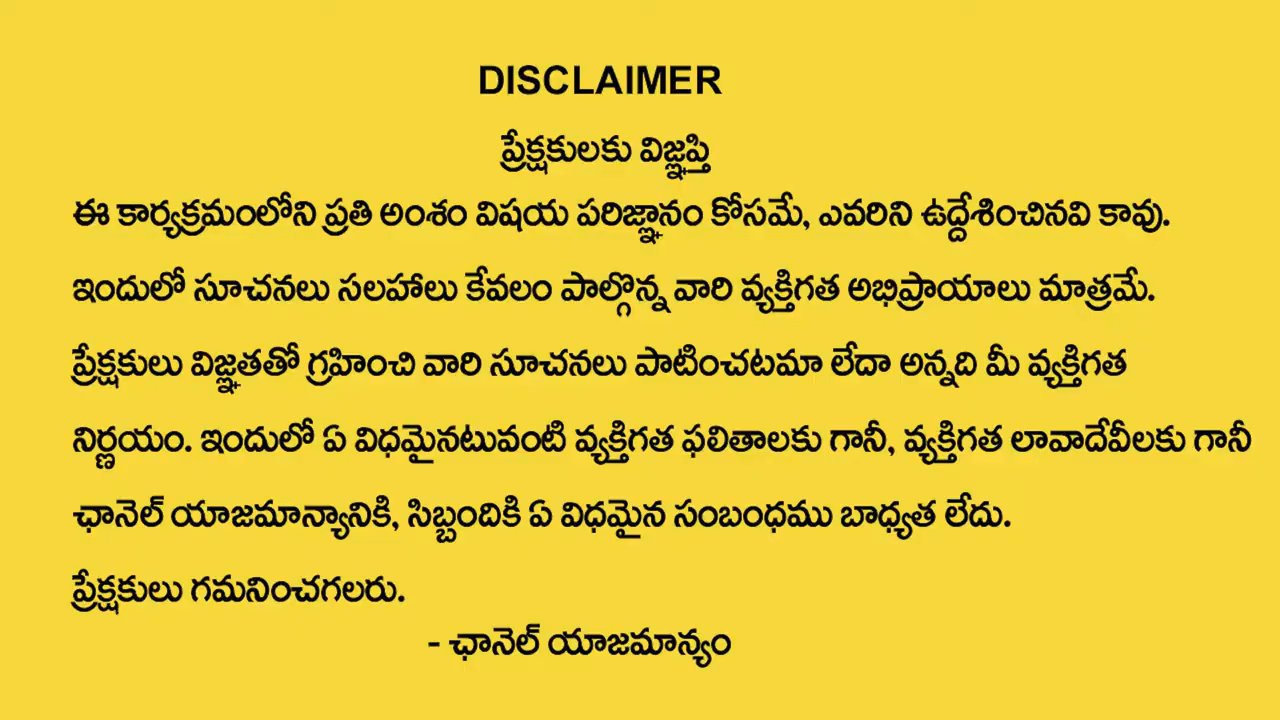 DISCLAIMER
ప్రేక్షకులకు విజ్ఞప్తి
ఈ కార్యక్రమంలోని ప్రతి అంశం విషయ పరిజ్ఞానం కోసమే, ఎవరిని ఉద్దేశించినవి కావు.
ఇందులో సూచనలు సలహాలు కేవలం పాల్గొన్న వారి వ్యక్తిగత అభిప్రాయాలు మాత్రమే.
ప్రేక్షకులు విజ్ఞతతో గ్రహించి వారి సూచనలు పాటించటమా లేదా అన్నది మీ వ్యక్తిగత
నిర్ణయం. ఇందులో ఏ విధమైనటువంటి వ్యక్తిగత ఫలితాలకు గానీ, వ్యక్తిగత లావాదేవీలకు గానీ
ఛానెల్ యాజమాన్యానికి, సిబ్బందికి ఏ విధమైన సంబంధము బాధ్యత లేదు.
ప్రేక్షకులు గమనించగలరు.
- ఛానెల్ యాజమాన్యం